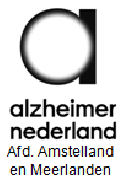 alzheimer
nederland
Afd. Amstelland
en Meerlanden